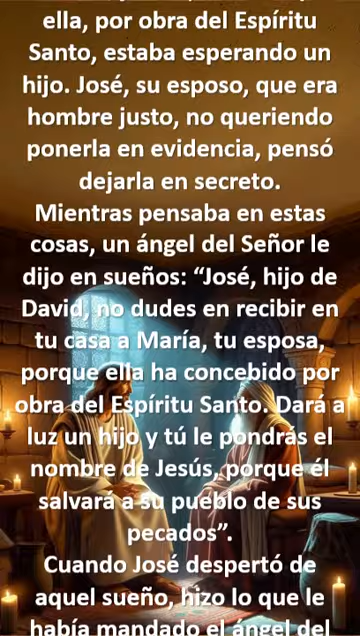 ella, por obra del Espíritu
Santo, estaba esperando un
hijo. José, su esposo, que era
hombre justo, no queriendo
ponerla en evidencia, pensó
dejarla en secreto.
Mientras pensaba en estas
cosas, un ángel del Señor le
dijo en sueños: “José, hijo de
David, no dudes en recibir en
tu casa a María, tu esposa,
porque ella ha concebido por
obra del Espíritu Santo. Dará a
luz un hijo y tú le pondrás el
nombre de Jesús, porque él
salvará a su pueblo de sus
pecados”.
Cuando José despertó de
aquel sueño, hizo lo que le
había mandado el ángel del